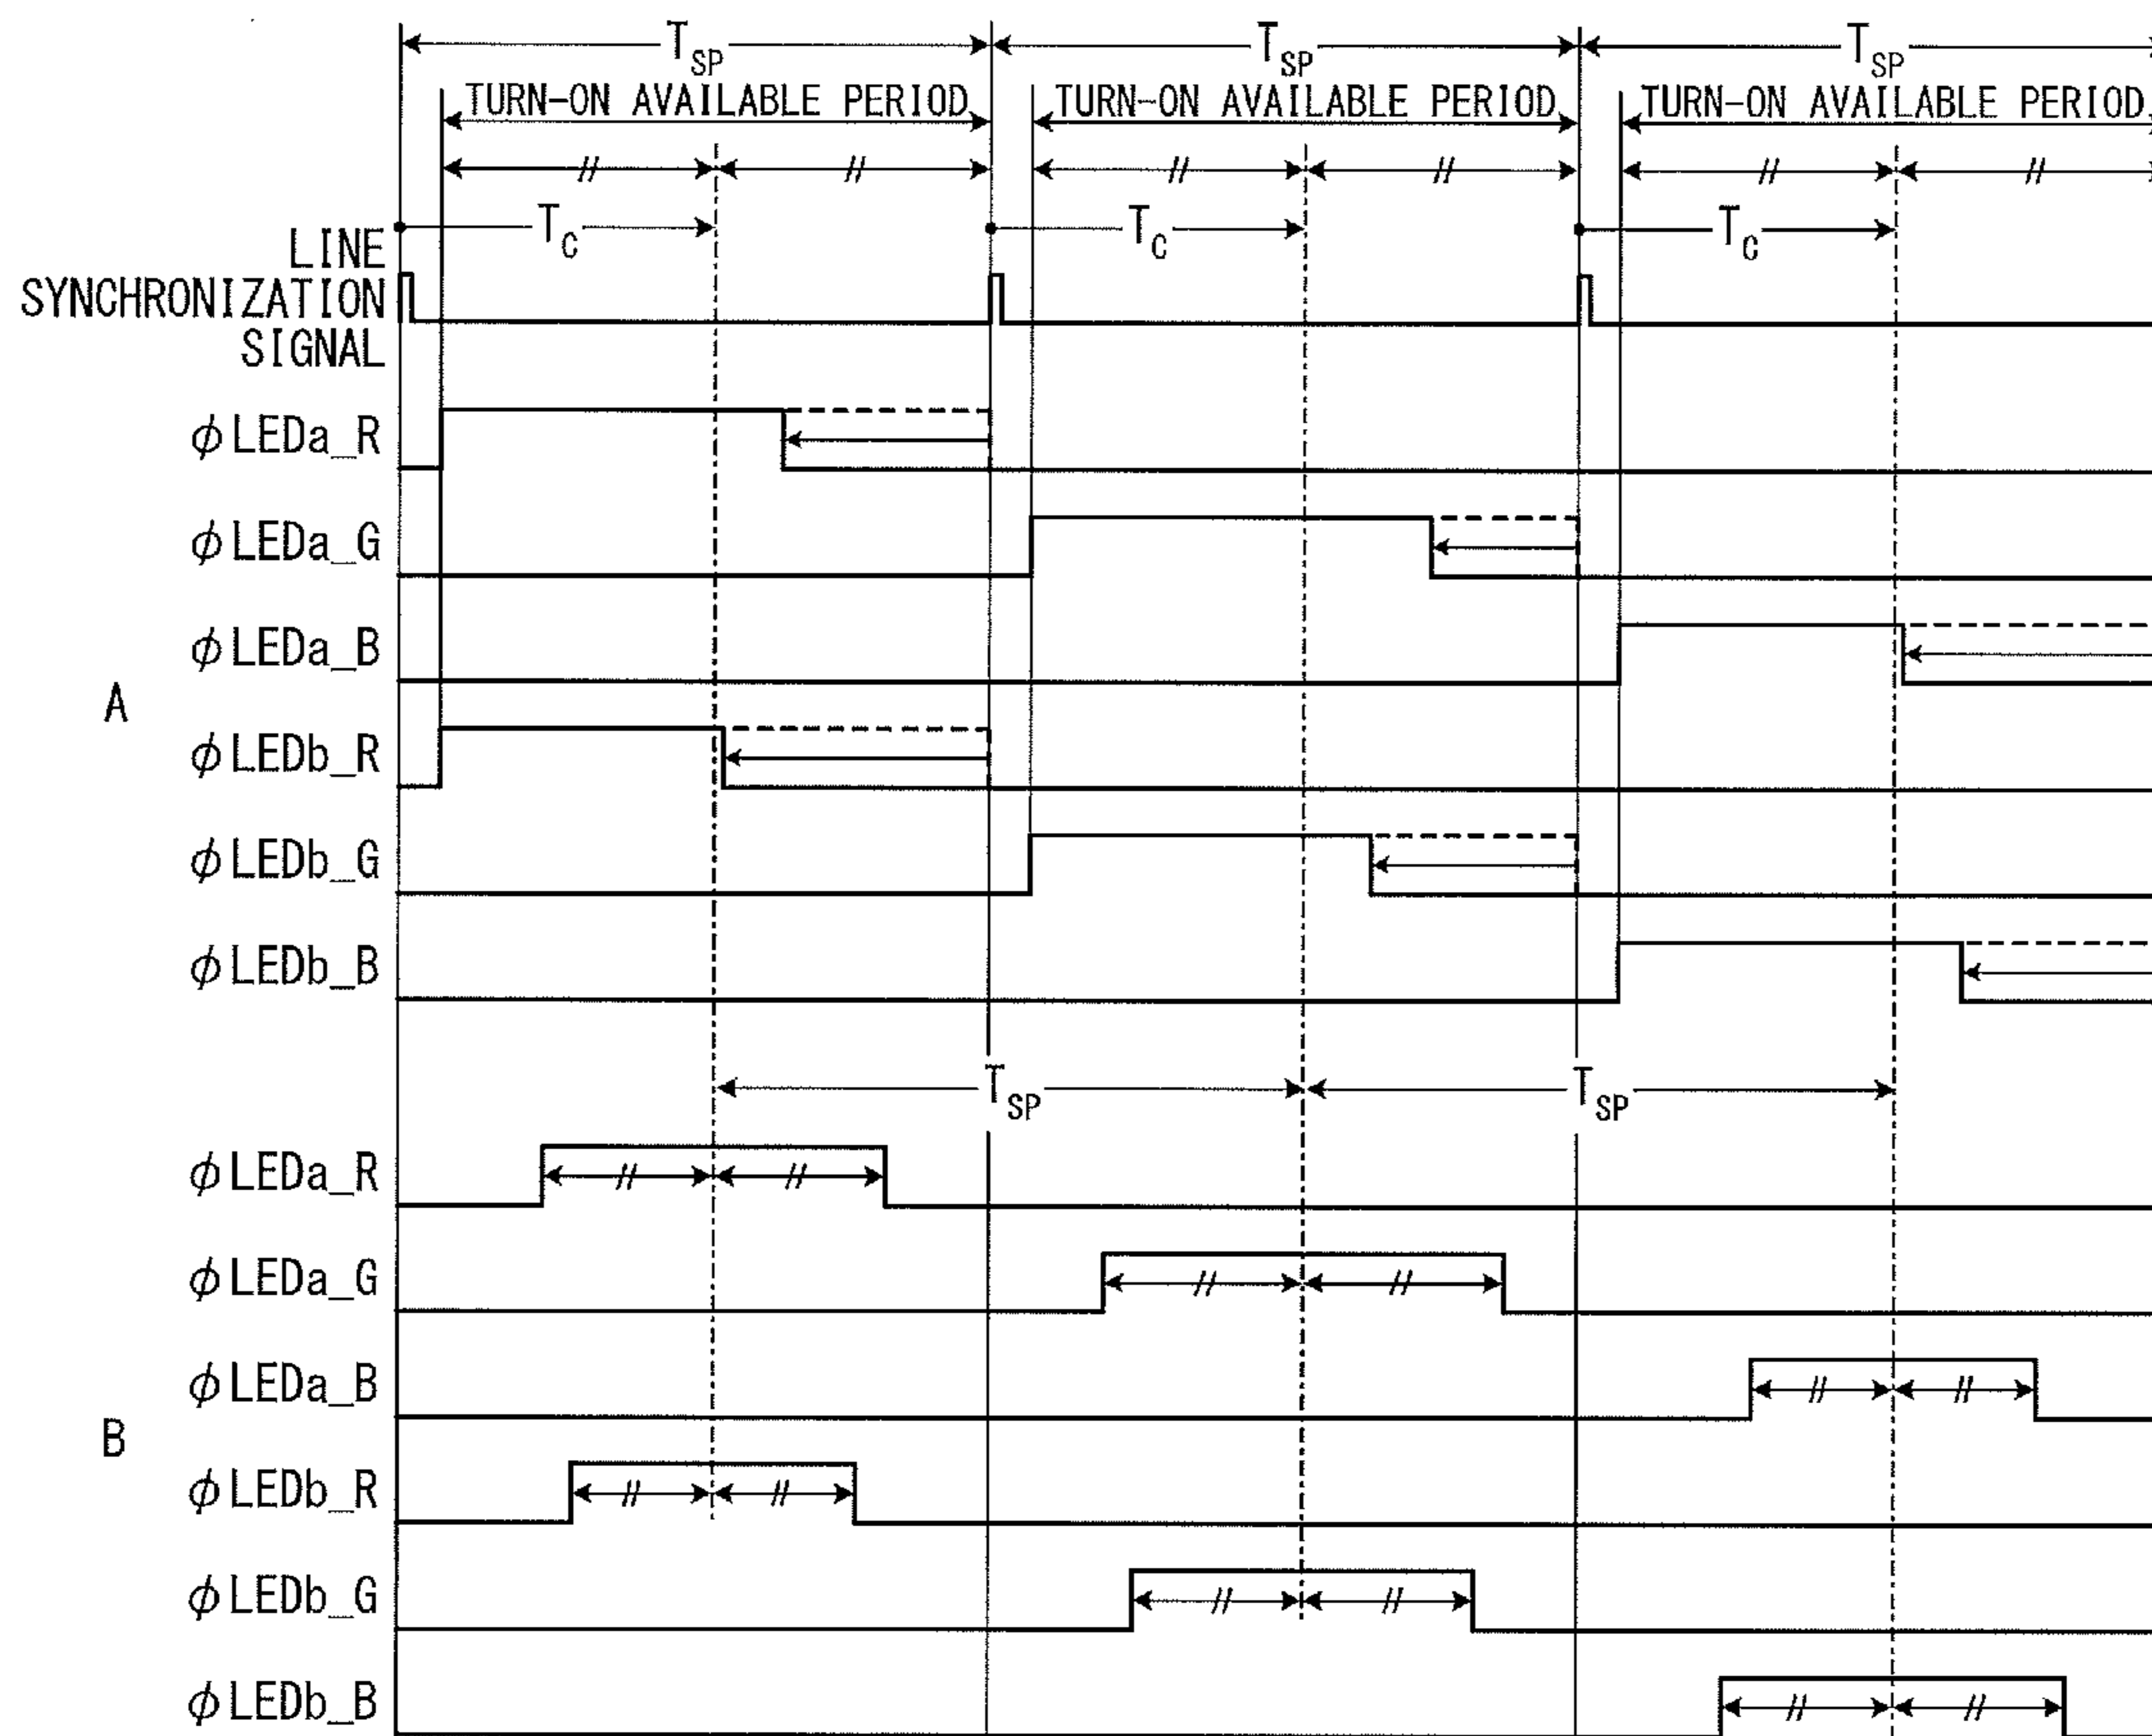 T_SP T_SP T_SP
TURN-ON AVAILABLE PERIOD TURN-ON AVAILABLE PERIOD TURN-ON AVAILABLE PERIOD
T_C T_C T_C
LINE
SYNCHRONIZATION
SIGNAL
φLEDa_R
φLEDa_G
φLEDa_B
A
φLEDb_R
φLEDb_G
φLEDb_B
T_SP T_SP
φLEDa_R
φLEDa_G
φLEDa_B
B
φLEDb_R
φLEDb_G
φLEDb_B